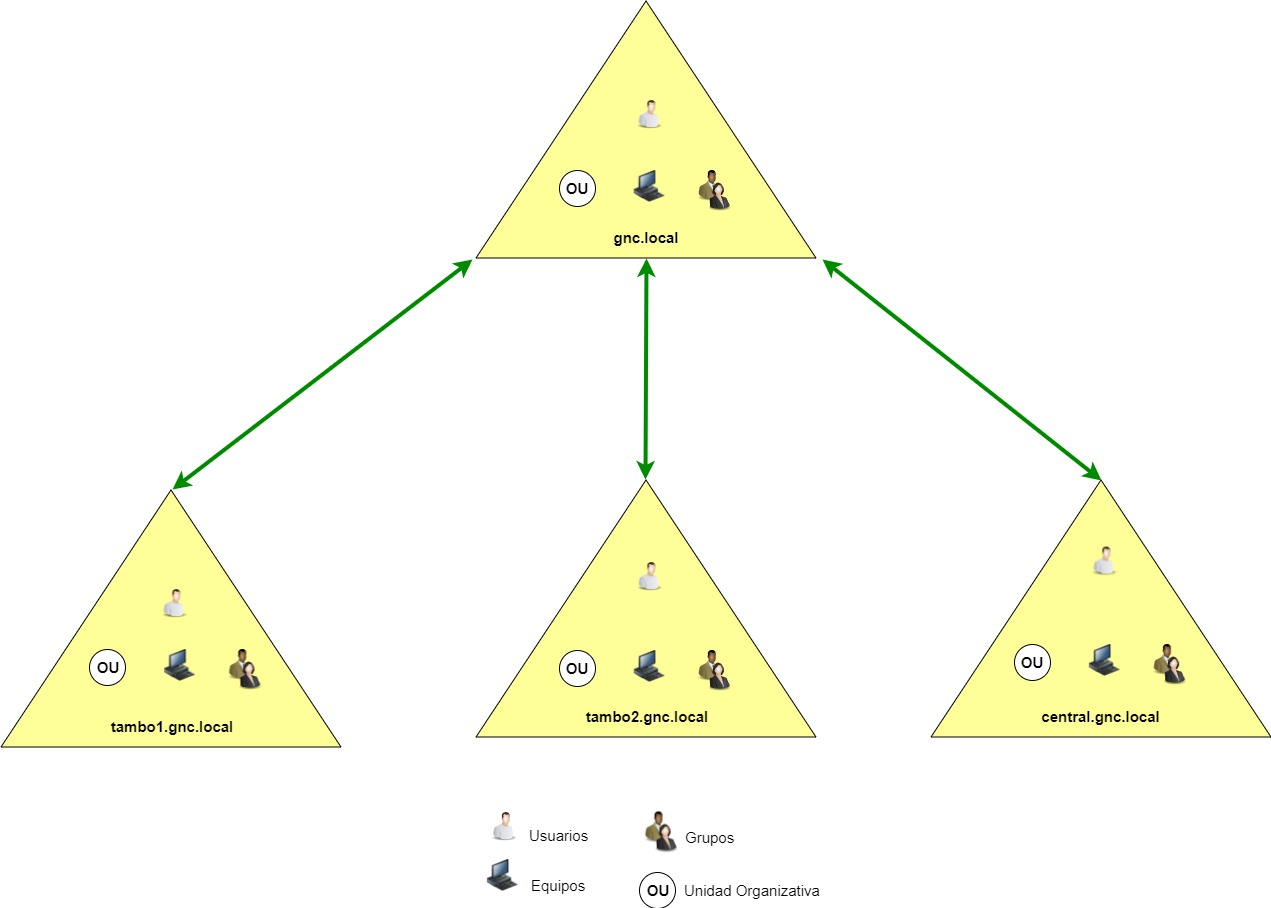 OU
gnc.local
OU
tambo1.gnc.local
OU
tambo2.gnc.local
OU
central.gnc.local
Usuarios
Grupos
Equipos
OU
Unidad Organizativa